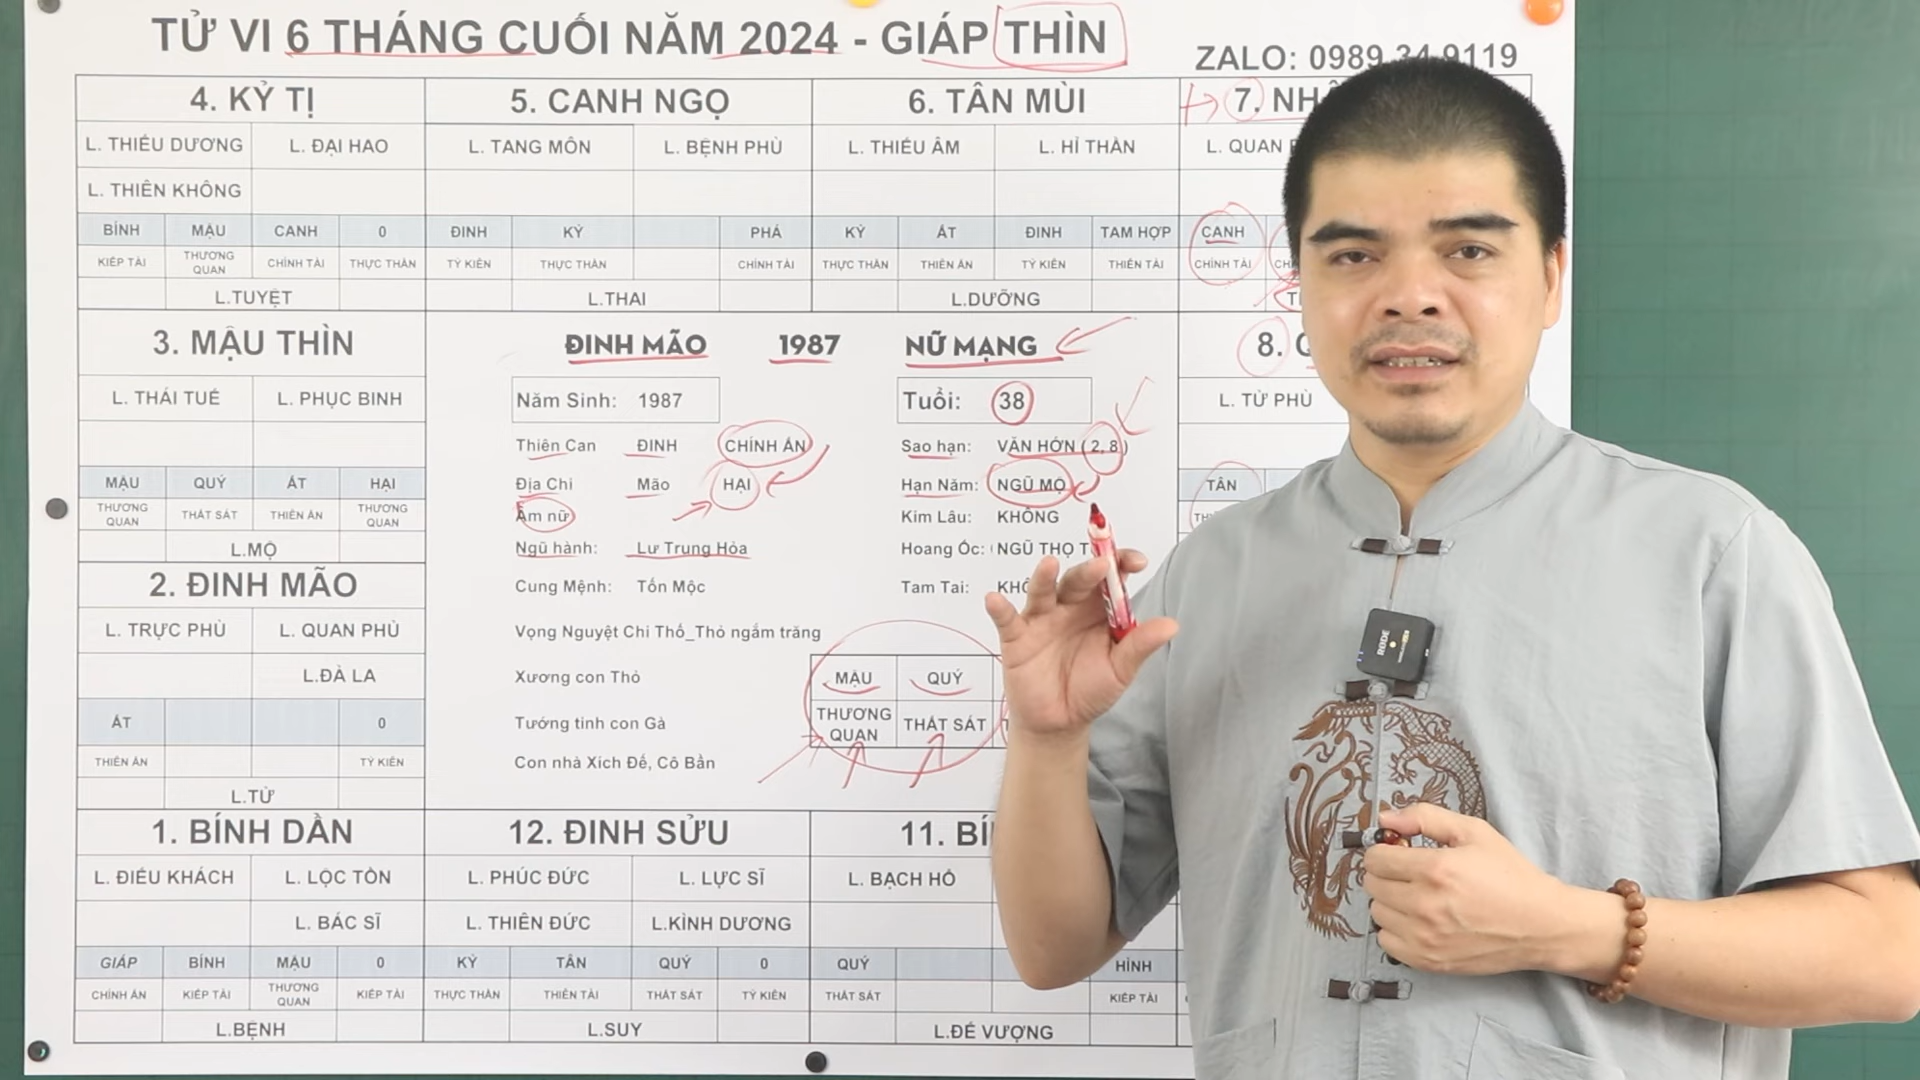 TỬ VI 6 THÁNG CUỐI NĂM 2024 - GIÁP THÌN
ZALO: 0989 34 9119
4. KỶ TỊ
5. CANH NGỌ
6. TÂN MÙI
7. NH
L. THIẾU DƯƠNG
L. ĐẠI HAO
L. TANG MÔN
L. BỆNH PHÙ
L. THIẾU ÂM
L. HỈ THẦN
L. QUAN
L. THIÊN KHÔNG
BÍNH
MẬU
CANH
0
ĐINH
KỶ
PHÁ
KỶ
ẤT
ĐINH
TAM HỢP
CANH
KIẾP TÀI
THƯƠNG QUAN
CHÍNH TÀI
THỰC THẦN
TỶ KIÊN
THỰC THẦN
CHÍNH TÀI
THỰC THẦN
THIÊN ẤN
TỶ KIÊN
THIÊN TÀI
CHÍNH TÀI
L.TUYỆT
L.THAI
L.DƯỠNG
3. MẬU THÌN
ĐINH MÃO
1987
NỮ MẠNG
8.
L. THÁI TUẾ
L. PHỤC BINH
Năm Sinh: 1987
Tuổi: 38
L. TỬ PHÙ
Thiên Can
ĐINH
CHÍNH ẤN
Sao hạn:
VÂN HỚN ( 2, 8 )
MẬU
QUÝ
ẤT
HẠI
Địa Chi
Mão
HẠI
Hạn Năm:
NGŨ MỘ
TÂN
THƯƠNG QUAN
THẤT SÁT
THIÊN ẤN
THƯƠNG QUAN
Âm nữ
Kim Lâu:
KHÔNG
L.MỘ
Ngũ hành:
Lư Trung Hỏa
Hoang Ốc:
NGŨ THỌ T
2. ĐINH MÃO
Cung Mệnh:
Tốn Mộc
Tam Tai:
L. TRỰC PHÙ
L. QUAN PHỦ
Vọng Nguyệt Chi Thố_Thỏ ngắm trăng
L.ĐÀ LA
Xương con Thỏ
MẬU
QUÝ
ẤT
0
Tướng tinh con Gà
THƯƠNG QUAN
THẤT SÁT
THIÊN ẤN
TỶ KIÊN
Con nhà Xích Đế, Cô Bần
L.TỬ
1. BÍNH DẦN
12. ĐINH SỬU
11. BÍ
L. ĐIẾU KHÁCH
L. LỘC TỒN
L. PHÚC ĐỨC
L. LỰC SĨ
L. BẠCH HỔ
L. BÁC SĨ
L. THIÊN ĐỨC
L.KÌNH DƯƠNG
GIÁP
BÍNH
MẬU
0
KỶ
TÂN
QUÝ
0
QUÝ
HÌNH
CHÍNH ẤN
KIẾP TÀI
THƯƠNG QUAN
KIẾP TÀI
THỰC THẦN
THIÊN TÀI
THẤT SÁT
TỶ KIÊN
THẤT SÁT
KIẾP TÀI
L.BỆNH
L.SUY
L.ĐẾ VƯỢNG
RODE